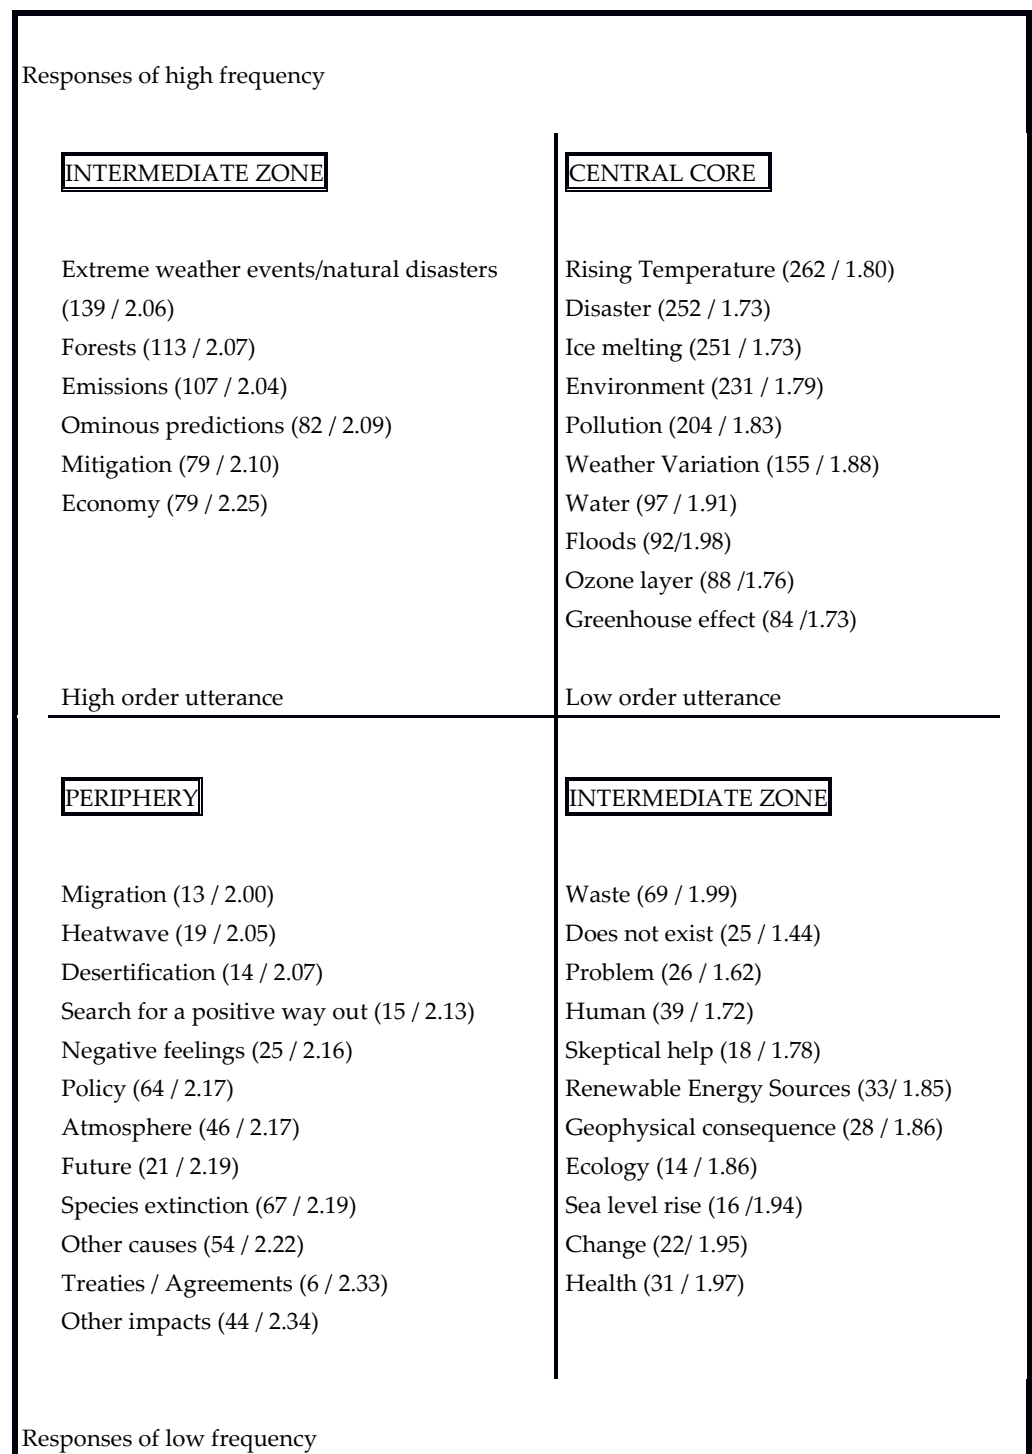 Responses of high frequency
INTERMEDIATE ZONE
Extreme weather events/natural disasters
(139 / 2.06)
Forests (113 / 2.07)
Emissions (107 / 2.04)
Ominous predictions (82 / 2.09)
Mitigation (79 / 2.10)
Economy (79 / 2.25)
High order utterance
CENTRAL CORE
Rising Temperature (262 / 1.80)
Disaster (252 / 1.73)
Ice melting (251 / 1.73)
Environment (231 / 1.79)
Pollution (204 / 1.83)
Weather Variation (155 / 1.88)
Water (97 / 1.91)
Floods (92/1.98)
Ozone layer (88 /1.76)
Greenhouse effect (84 /1.73)
Low order utterance
PERIPHERY
Migration (13 / 2.00)
Heatwave (19 / 2.05)
Desertification (14 / 2.07)
Search for a positive way out (15 / 2.13)
Negative feelings (25 / 2.16)
Policy (64 / 2.17)
Atmosphere (46 / 2.17)
Future (21 / 2.19)
Species extinction (67 / 2.19)
Other causes (54 / 2.22)
Treaties / Agreements (6 / 2.33)
Other impacts (44 / 2.34)
INTERMEDIATE ZONE
Waste (69 / 1.99)
Does not exist (25 / 1.44)
Problem (26 / 1.62)
Human (39 / 1.72)
Skeptical help (18 / 1.78)
Renewable Energy Sources (33/ 1.85)
Geophysical consequence (28 / 1.86)
Ecology (14 / 1.86)
Sea level rise (16 /1.94)
Change (22/ 1.95)
Health (31 / 1.97)
Responses of low frequency